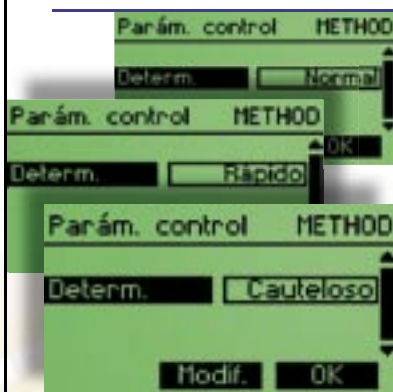 Parám. control METHOD
Determ. Normal
OK
Parám. control METHOD
Determ. Rápido
Parám. control METHOD
Determ. Cauteloso
Modif. OK